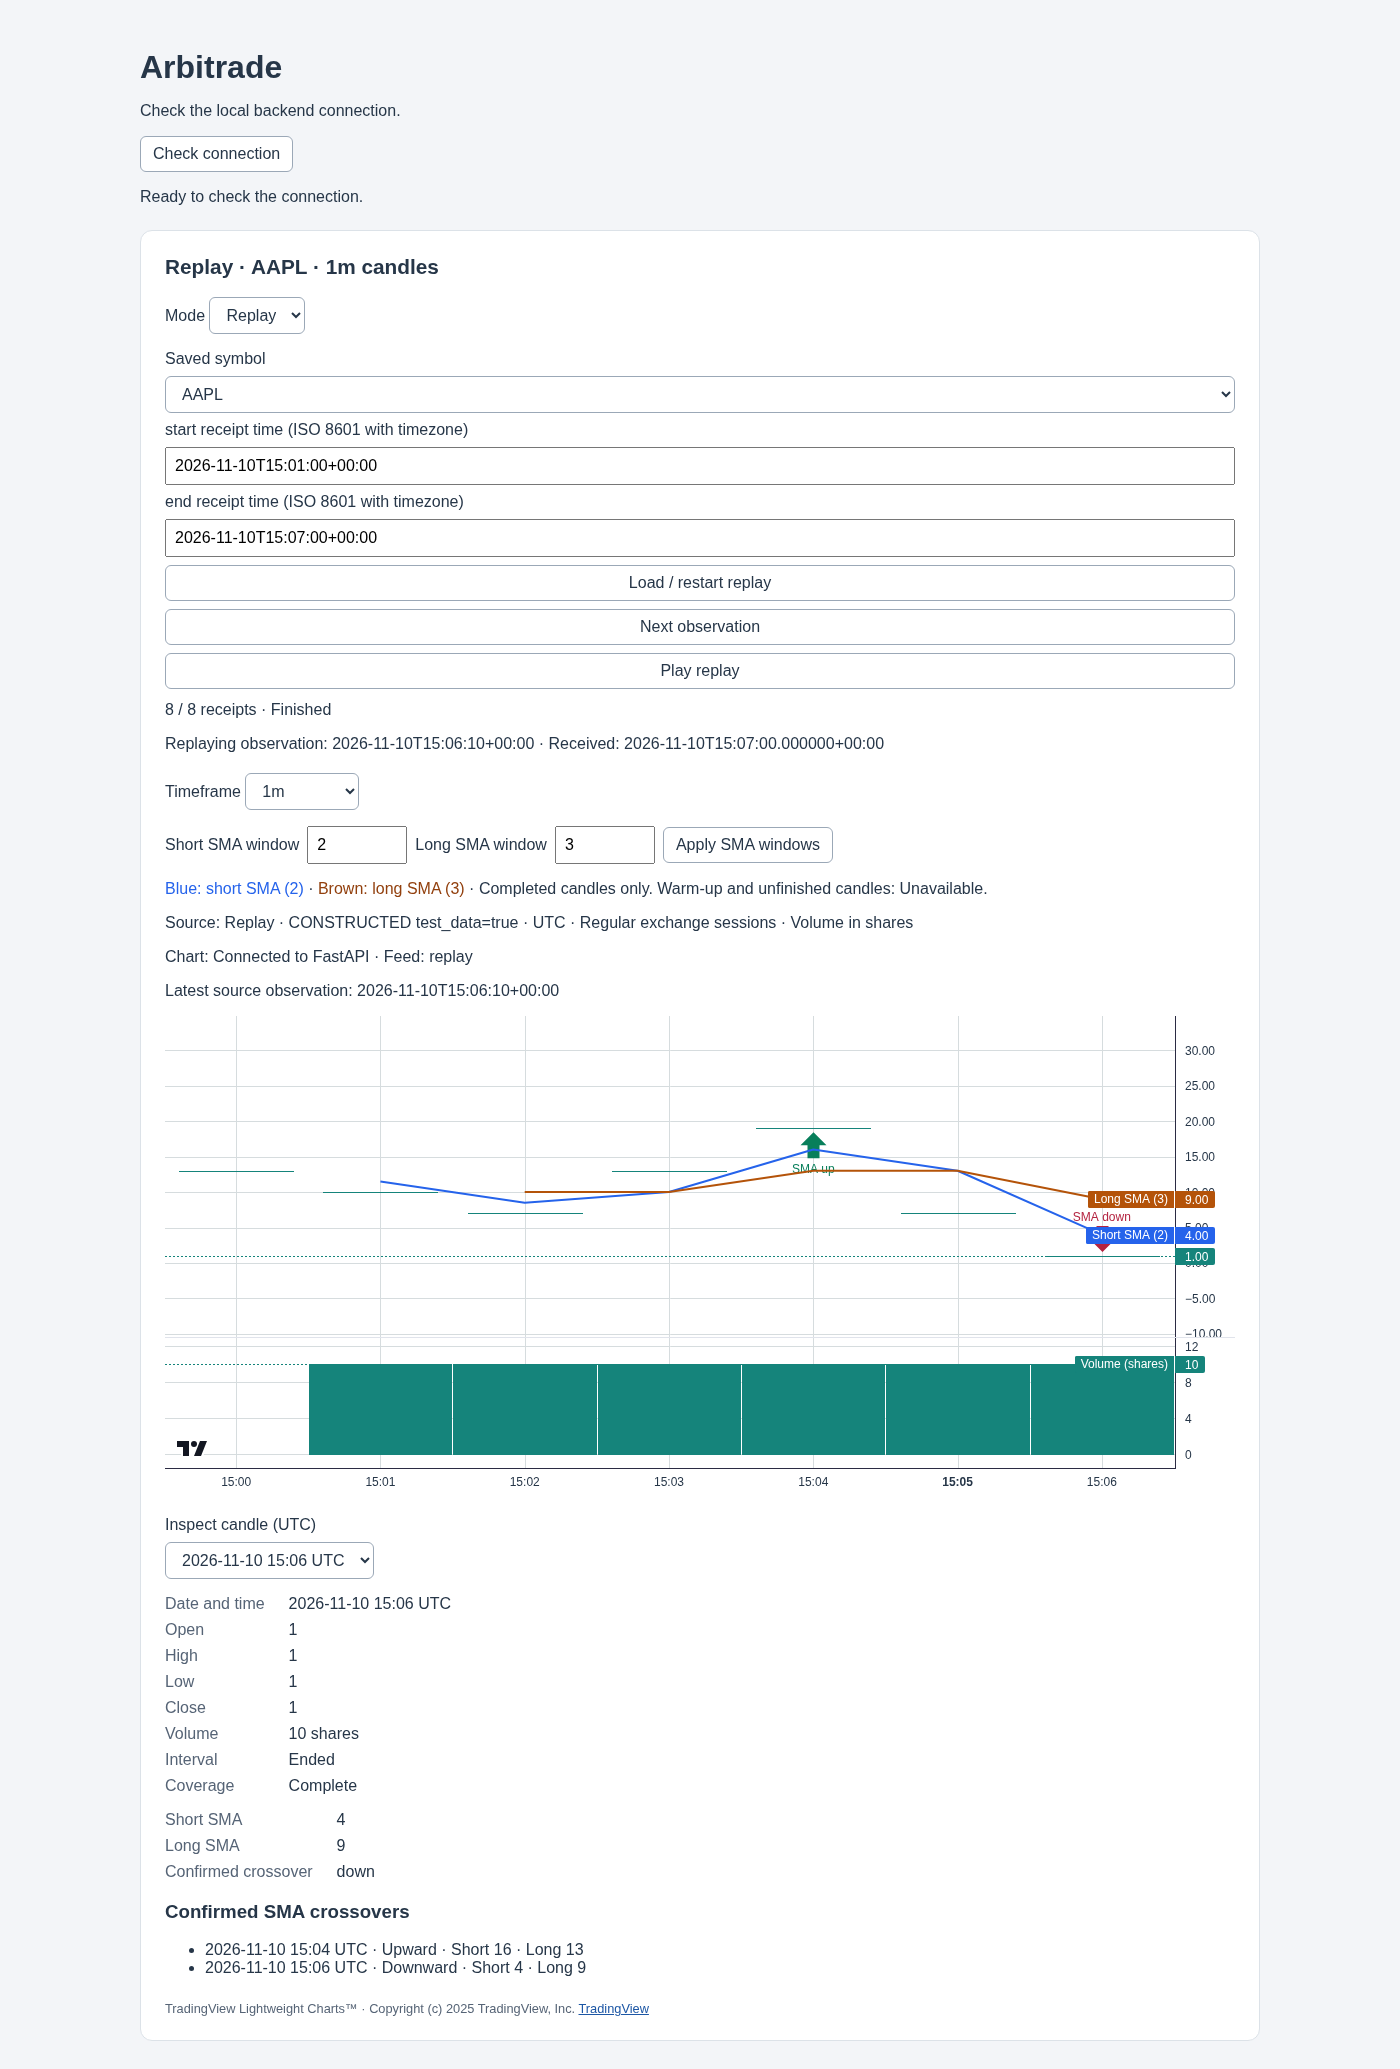 Arbitrade
Check the local backend connection.
Check connection
Ready to check the connection.
Replay · AAPL · 1m candles
Mode Replay
Saved symbol
AAPL
start receipt time (ISO 8601 with timezone)
2026-11-10T15:01:00+00:00
end receipt time (ISO 8601 with timezone)
2026-11-10T15:07:00+00:00
Load / restart replay
Next observation
Play replay
8 / 8 receipts · Finished
Replaying observation: 2026-11-10T15:06:10+00:00 · Received: 2026-11-10T15:07:00.000000+00:00
Timeframe 1m
Short SMA window 2 Long SMA window 3 Apply SMA windows
Blue: short SMA (2) · Brown: long SMA (3) · Completed candles only. Warm-up and unfinished candles: Unavailable.
Source: Replay · CONSTRUCTED test_data=true · UTC · Regular exchange sessions · Volume in shares
Chart: Connected to FastAPI · Feed: replay
Latest source observation: 2026-11-10T15:06:10+00:00
30.00
25.00
20.00
15.00
SMA up
10.00
Long SMA (3) 9.00
SMA down
5.00
Short SMA (2) 4.00
1.00
0.00
−5.00
−10.00
12
Volume (shares) 10
8
4
0
15:00 15:01 15:02 15:03 15:04 15:05 15:06
Inspect candle (UTC)
2026-11-10 15:06 UTC
Date and time 2026-11-10 15:06 UTC
Open 1
High 1
Low 1
Close 1
Volume 10 shares
Interval Ended
Coverage Complete
Short SMA 4
Long SMA 9
Confirmed crossover down
Confirmed SMA crossovers
• 2026-11-10 15:04 UTC · Upward · Short 16 · Long 13
• 2026-11-10 15:06 UTC · Downward · Short 4 · Long 9
TradingView Lightweight Charts™ · Copyright (c) 2025 TradingView, Inc. TradingView